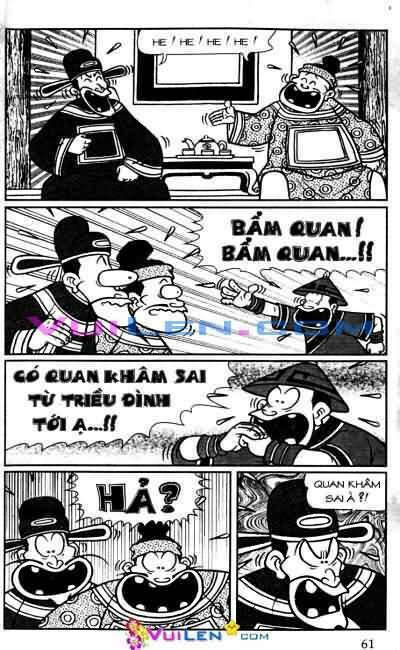 HE! HE! HE! HE!
BẨM QUAN!
BẨM QUAN...!!
VUILEN.COM
CÓ QUAN KHÂM SAI
TỪ TRIỀU ĐÌNH
TỚI Ạ...!!
HẢ?
QUAN KHÂM
SAI À?!
61
VUILEN.COM